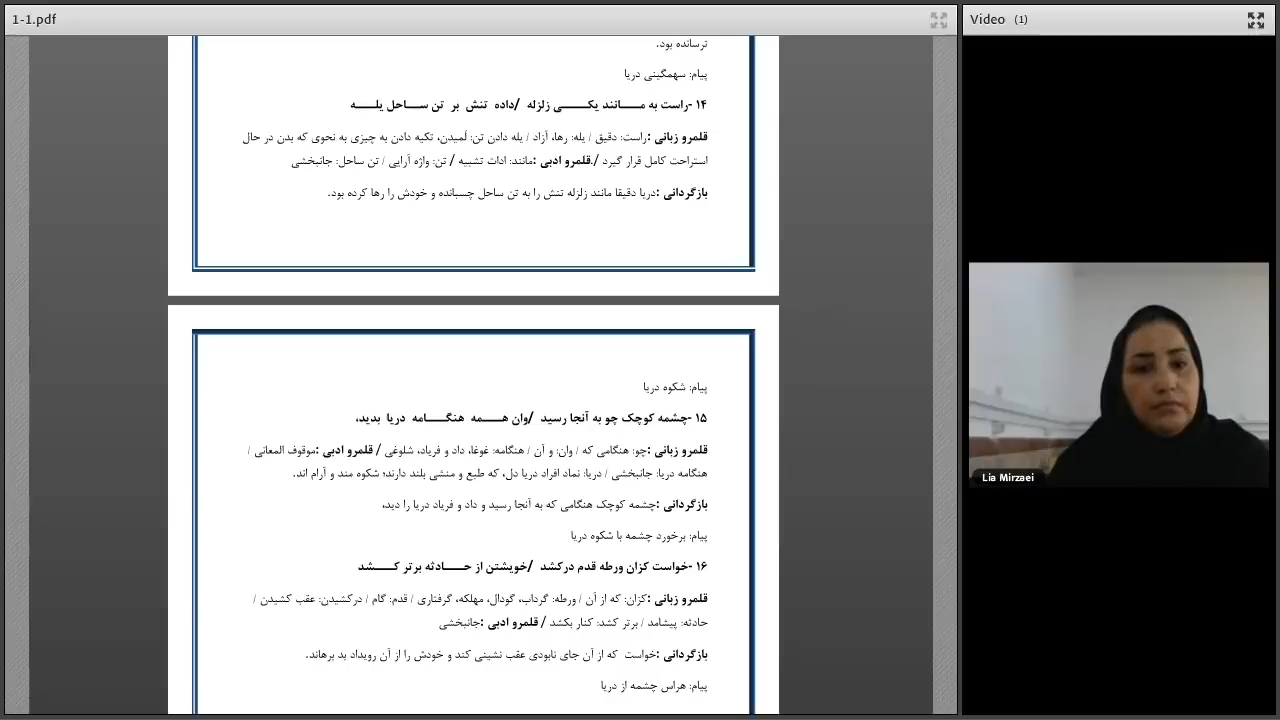 1-1.pdf
Video (1)
ترسانده بود.
پیام: سهمگینی دریا
۱۴ -راست به مـــــانند یکـــــــی زلزله /داده تنش بر تن ســـاحل یلـــــه
قلمرو زبانی :راست: دقیق / یله: رها، آزاد / یله دادن تن: لَمیدن، تکیه دادن به چیزی به نحوی که بدن در حال
استراحت کامل قرار گیرد /.قلمرو ادبی :مانند: ادات تشبیه / تن: واژه آرایی / تن ساحل: جانبخشی
بازگردانی :دریا دقیقا مانند زلزله تنش را به تن ساحل چسبانده و خودش را رها کرده بود.
پیام: شکوه دریا
۱۵ -چشمه کوچک چو به آنجا رسید /وان هـــــمه هنگـــــامه دریا بدید،
قلمرو زبانی :چو: هنگامی که / وان: و آن / هنگامه: غوغا، داد و فریاد، شلوغی / قلمرو ادبی :موقوف المعانی /
هنگامه دریا: جانبخشی / دریا: نماد افراد دریا دل، که طبع و منشی بلند دارند؛ شکوه مند و آرام اند.
بازگردانی :چشمه کوچک هنگامی که به آنجا رسید و داد و فریاد دریا را دید،
پیام: برخورد چشمه با شکوه دریا
۱۶ -خواست کزان ورطه قدم درکشد /خویشتن از حـــــادثه برتر کـــــشد
قلمرو زبانی :کزان: که از آن / ورطه: گرداب، گودال، مهلکه، گرفتاری / قدم: گام / درکشیدن: عقب کشیدن /
حادثه: پیشامد / برتر کشد: کنار بکشد / قلمرو ادبی :جانبخشی
بازگردانی :خواست که از آن جای نابودی عقب نشینی کند و خودش را از آن رویداد بد برهاند.
پیام: هراس چشمه از دریا
Lia Mirzaei